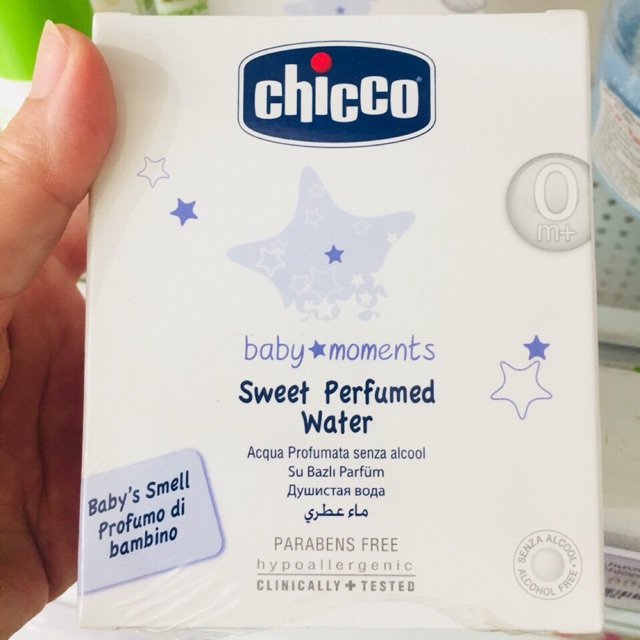 chicco
0
m+
baby moments
Sweet Perfumed
Water
Acqua Profumata senza alcool
Su Bazlı Parfüm
Душистая вода
ماء عطري
Baby's Smell
Profumo di
bambino
PARABENS FREE
hypoallergenic
CLINICALLY + TESTED
SENZA ALCOOL •
ALCOHOL FREE •